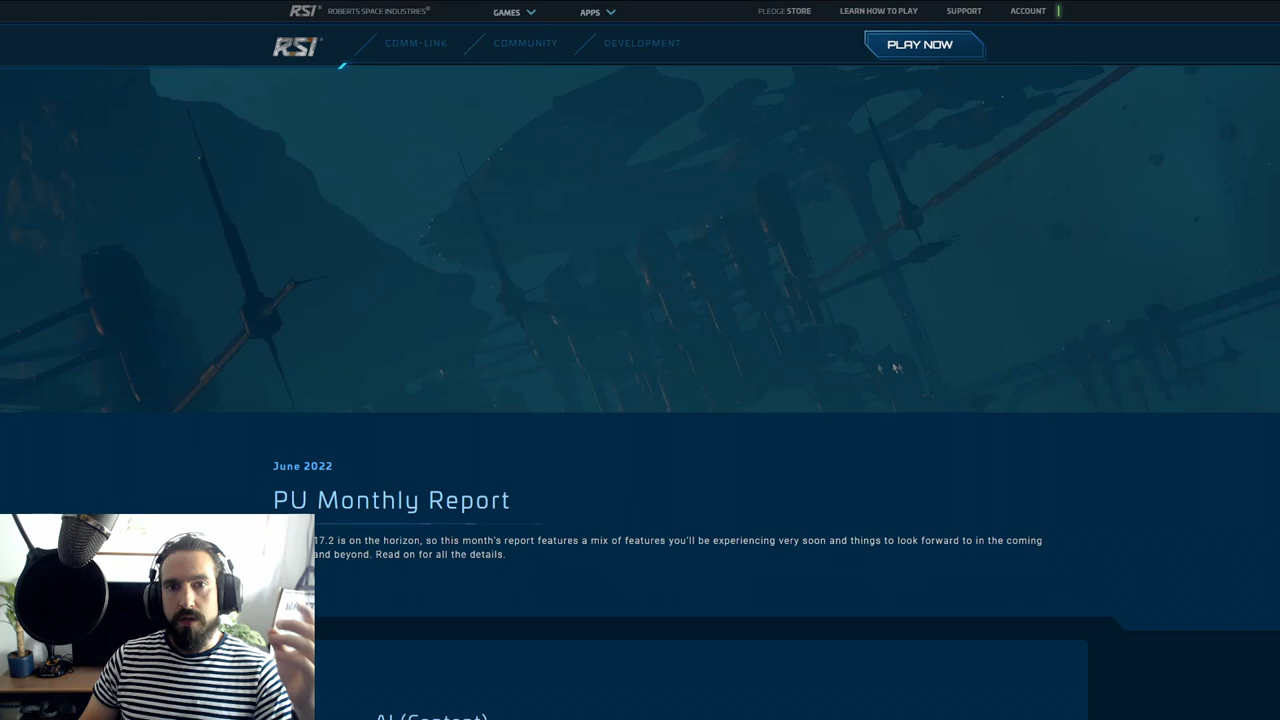 RSI ROBERTS SPACE INDUSTRIES® GAMES APPS PLEDGE STORE LEARN HOW TO PLAY SUPPORT ACCOUNT
RSI COMM-LINK COMMUNITY DEVELOPMENT PLAY NOW
June 2022
PU Monthly Report
17.2 is on the horizon, so this month's report features a mix of features you'll be experiencing very soon and things to look forward to in the coming
and beyond. Read on for all the details.
AI (Content)